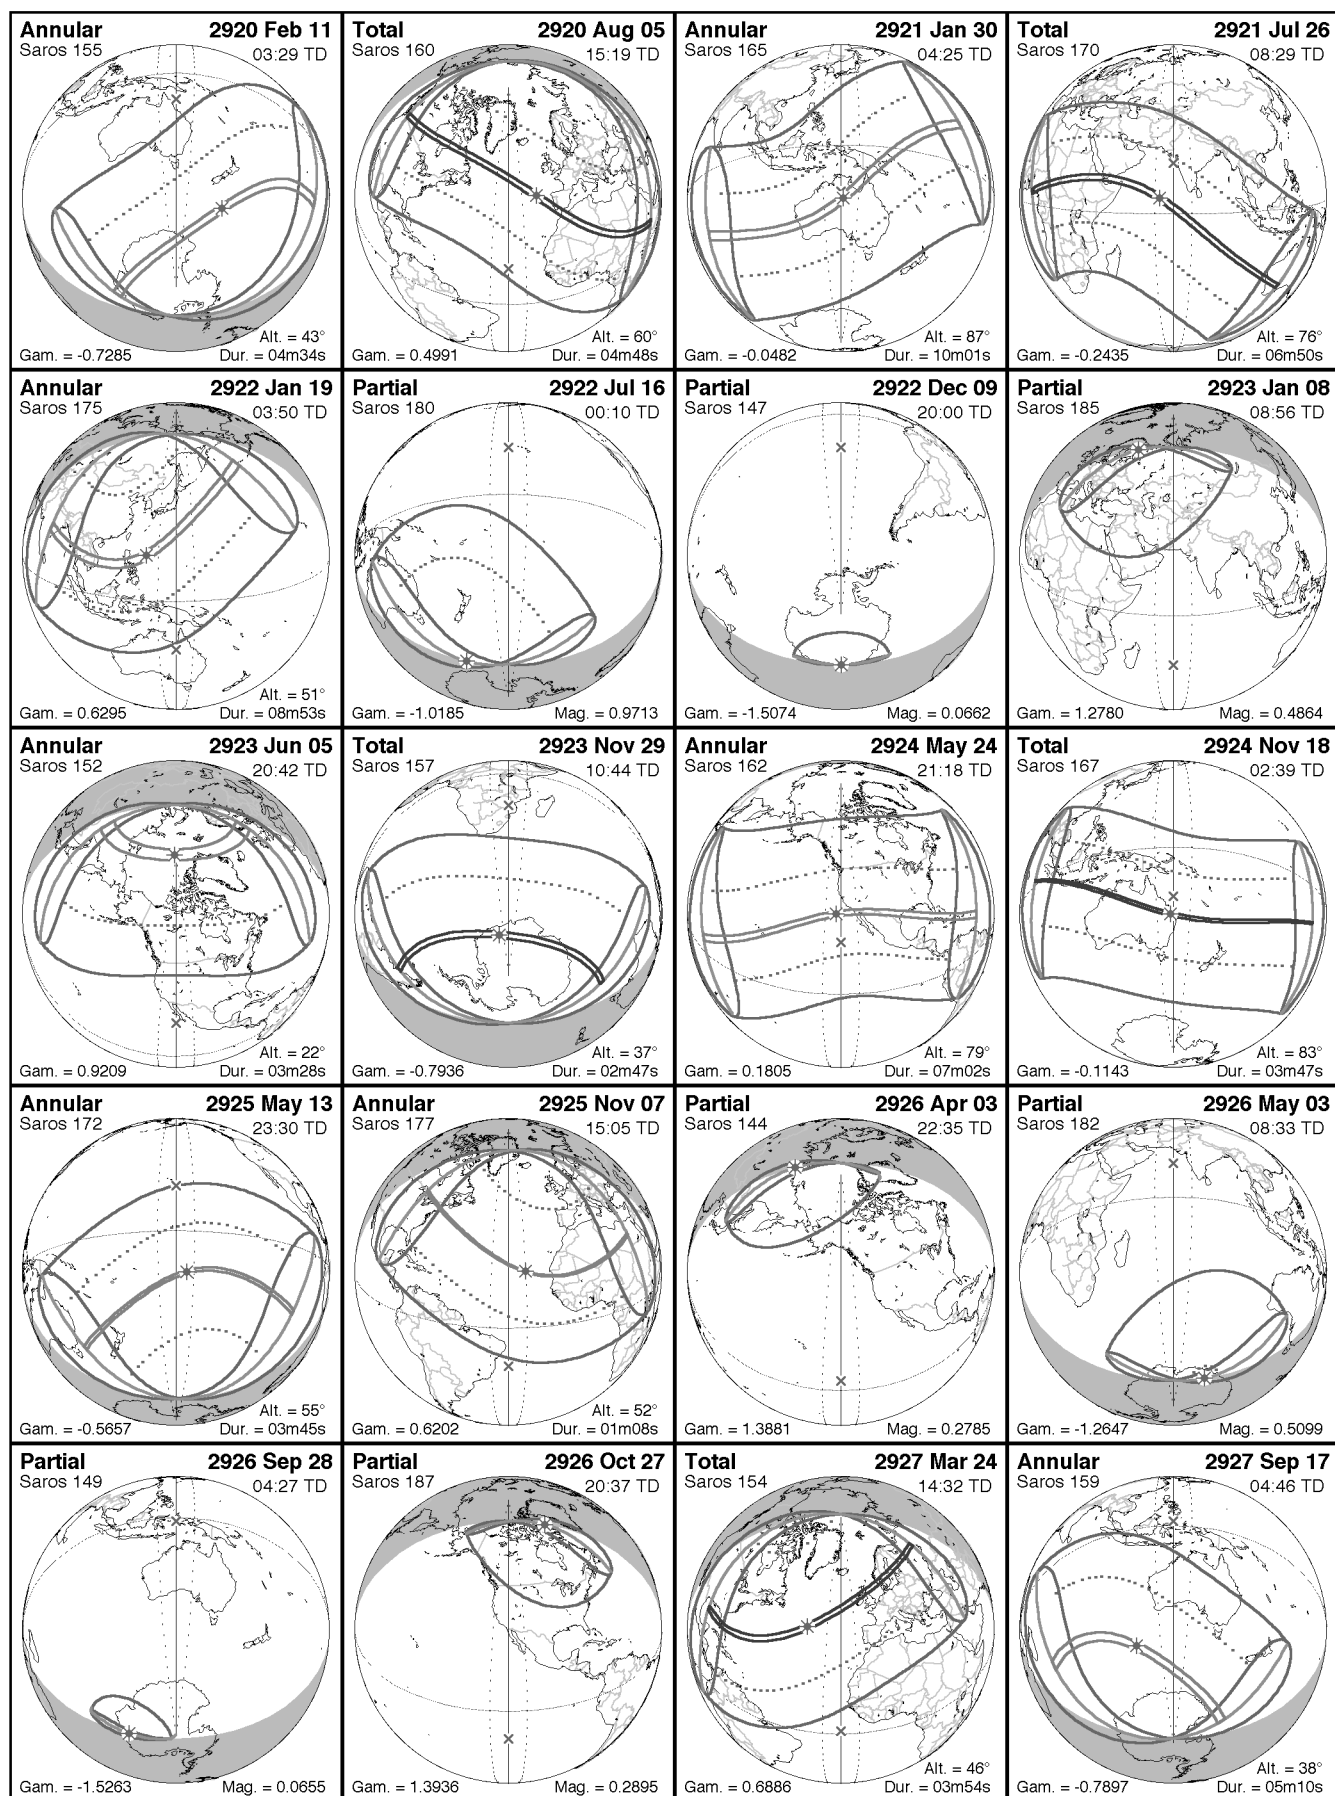 Annular 2920 Feb 11
Saros 155 03:29 TD
Alt. = 43°
Gam. = -0.7285 Dur. = 04m34s
Total 2920 Aug 05
Saros 160 15:19 TD
Alt. = 60°
Gam. = 0.4991 Dur. = 04m48s
Annular 2921 Jan 30
Saros 165 04:25 TD
Alt. = 87°
Gam. = -0.0482 Dur. = 10m01s
Total 2921 Jul 26
Saros 170 08:29 TD
Alt. = 76°
Gam. = -0.2435 Dur. = 06m50s
Annular 2922 Jan 19
Saros 175 03:50 TD
Alt. = 51°
Gam. = 0.6295 Dur. = 08m53s
Partial 2922 Jul 16
Saros 180 00:10 TD
Gam. = -1.0185 Mag. = 0.9713
Partial 2922 Dec 09
Saros 147 20:00 TD
Gam. = -1.5074 Mag. = 0.0662
Partial 2923 Jan 08
Saros 185 08:56 TD
Gam. = 1.2780 Mag. = 0.4864
Annular 2923 Jun 05
Saros 152 20:42 TD
Alt. = 22°
Gam. = 0.9209 Dur. = 03m28s
Total 2923 Nov 29
Saros 157 10:44 TD
Alt. = 37°
Gam. = -0.7936 Dur. = 02m47s
Annular 2924 May 24
Saros 162 21:18 TD
Alt. = 79°
Gam. = 0.1805 Dur. = 07m02s
Total 2924 Nov 18
Saros 167 02:39 TD
Alt. = 83°
Gam. = -0.1143 Dur. = 03m47s
Annular 2925 May 13
Saros 172 23:30 TD
Alt. = 55°
Gam. = -0.5657 Dur. = 03m45s
Annular 2925 Nov 07
Saros 177 15:05 TD
Alt. = 52°
Gam. = 0.6202 Dur. = 01m08s
Partial 2926 Apr 03
Saros 144 22:35 TD
Gam. = 1.3881 Mag. = 0.2785
Partial 2926 May 03
Saros 182 08:33 TD
Gam. = -1.2647 Mag. = 0.5099
Partial 2926 Sep 28
Saros 149 04:27 TD
Gam. = -1.5263 Mag. = 0.0655
Partial 2926 Oct 27
Saros 187 20:37 TD
Gam. = 1.3936 Mag. = 0.2895
Total 2927 Mar 24
Saros 154 14:32 TD
Alt. = 46°
Gam. = 0.6886 Dur. = 03m54s
Annular 2927 Sep 17
Saros 159 04:46 TD
Alt. = 38°
Gam. = -0.7897 Dur. = 05m10s